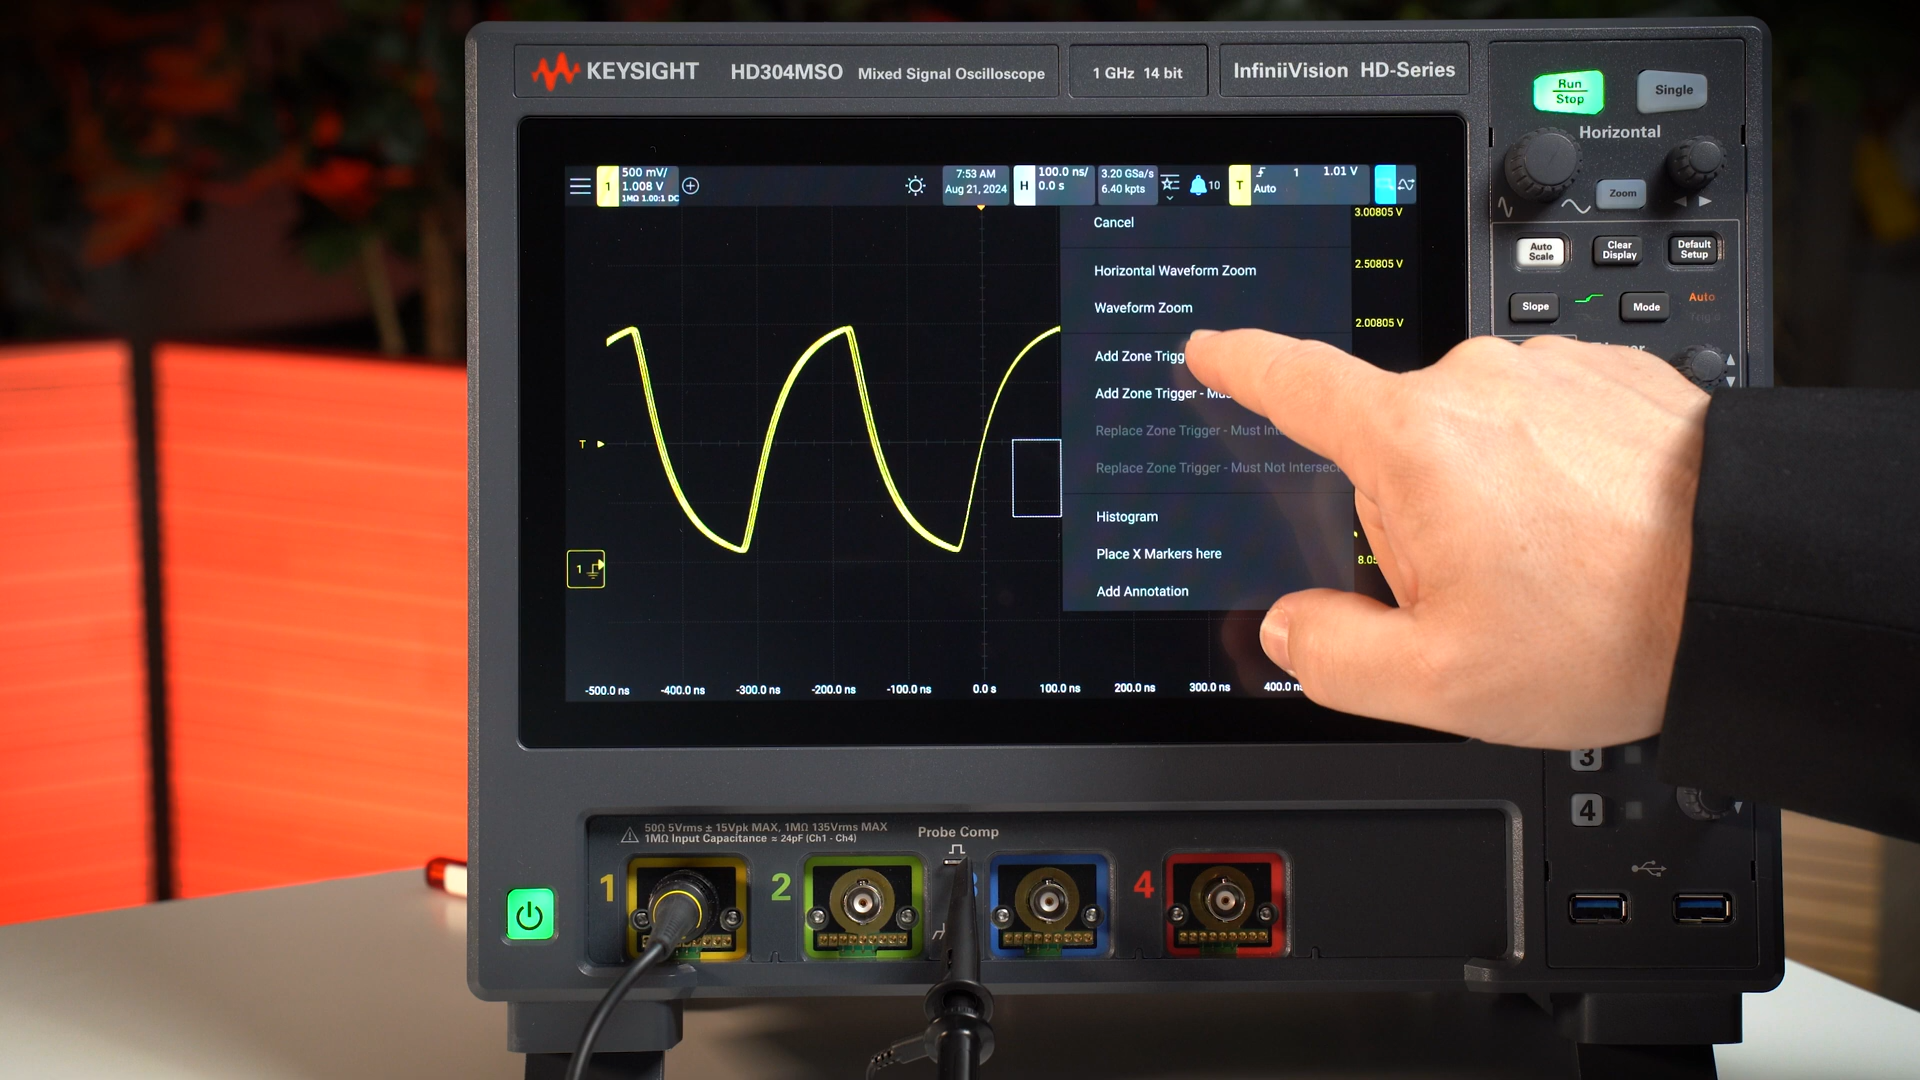 KEYSIGHT HD304MSO Mixed Signal Oscilloscope
1 GHz 14 bit
InfiniiVision HD-Series
Run
Stop
Single
Horizontal
Zoom
Auto
Scale
Clear
Display
Default
Setup
Slope
Mode
Auto
1
500 mV/
1.008 V
1MΩ 1.00:1 DC
7:53 AM
Aug 21, 2024
H
100.0 ns/
0.0 s
3.20 GSa/s
6.40 kpts
10
T
1
1.01 V
Auto
3.00805 V
2.50805 V
2.00805 V
8.05
Cancel
Horizontal Waveform Zoom
Waveform Zoom
Add Zone Trigg
Add Zone Trigger - Mus
Replace Zone Trigger - Must Int
Replace Zone Trigger - Must Not Intersect
Histogram
Place X Markers here
Add Annotation
T
1
-500.0 ns -400.0 ns -300.0 ns -200.0 ns -100.0 ns 0.0 s 100.0 ns 200.0 ns 300.0 ns 400.0 ns
3
4
50Ω 5Vrms ± 15Vpk MAX, 1MΩ 135Vrms MAX
1MΩ Input Capacitance ≈ 24pF (Ch1 - Ch4)
Probe Comp
1
2
4